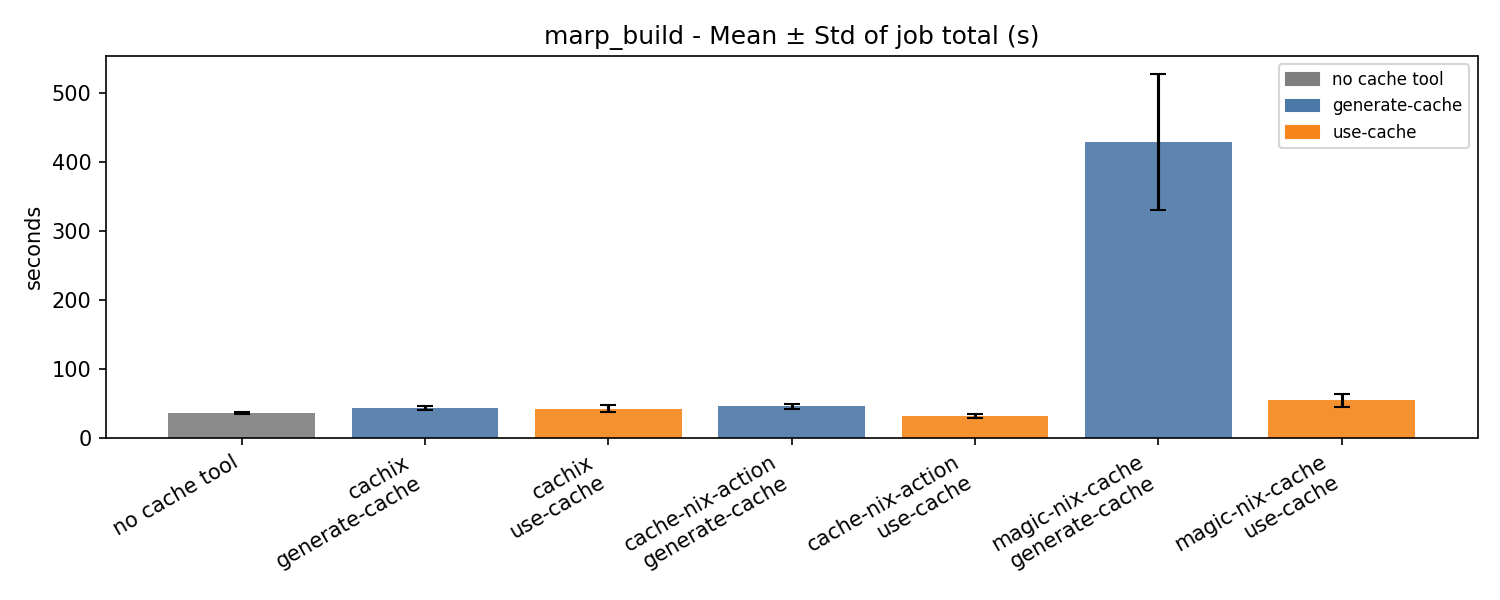 marp_build - Mean ± Std of job total (s)
seconds
500
400
300
200
100
0
no cache tool
generate-cache
use-cache
no cache tool
cachix
generate-cache
cachix
use-cache
cache-nix-action
generate-cache
cache-nix-action
use-cache
magic-nix-cache
generate-cache
magic-nix-cache
use-cache